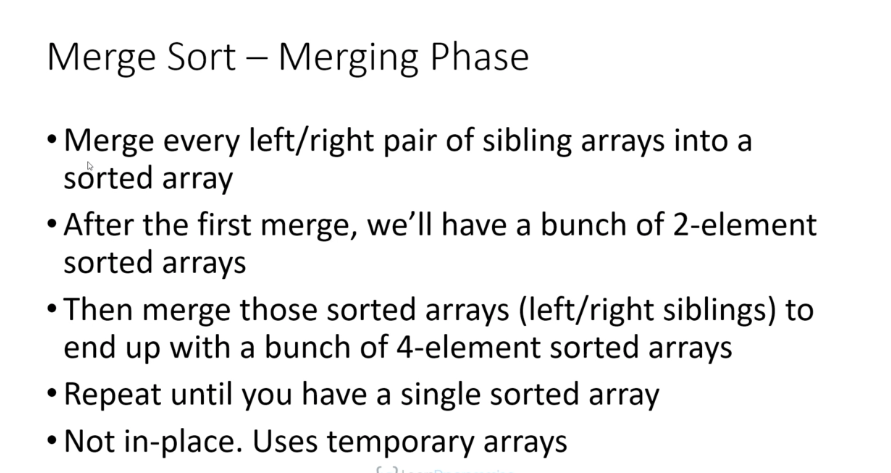 Merge Sort – Merging Phase
• Merge every left/right pair of sibling arrays into a
sorted array
• After the first merge, we’ll have a bunch of 2-element
sorted arrays
• Then merge those sorted arrays (left/right siblings) to
end up with a bunch of 4-element sorted arrays
• Repeat until you have a single sorted array
• Not in-place. Uses temporary arrays